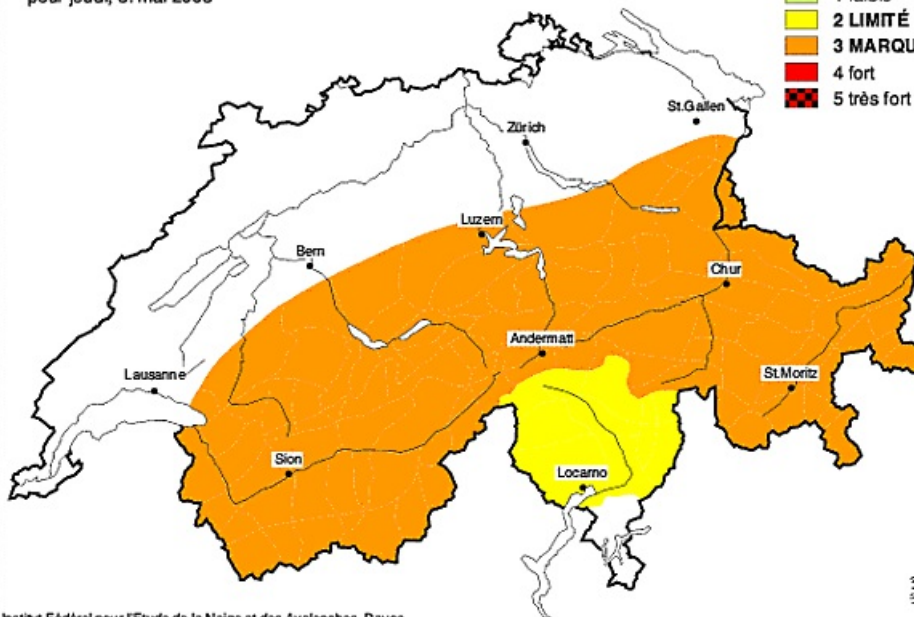 2 LIMITÉ
3 MARQU
4 fort
5 très fort
St.Gallen
Zürich
Luzern
Bern
Chur
Andermatt
Lausanne
St.Moritz
Sion
Locarno